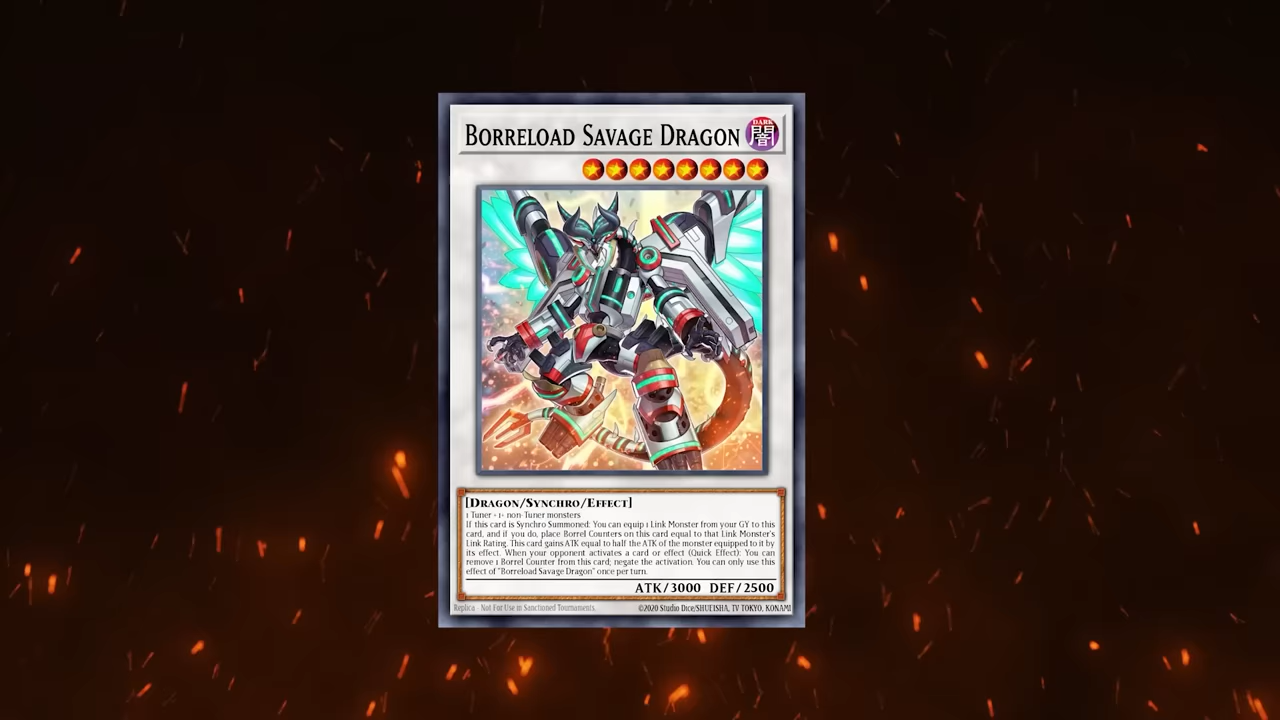 BORRELOAD SAVAGE DRAGON
DARK
闇
[DRAGON/SYNCHRO/EFFECT]
1 Tuner + 1+ non-Tuner monsters
If this card is Synchro Summoned: You can equip 1 Link Monster from your GY to this
card, and if you do, place Borrel Counters on this card equal to that Link Monster's
Link Rating. This card gains ATK equal to half the ATK of the monster equipped to it by
its effect. When your opponent activates a card or effect (Quick Effect): You can
remove 1 Borrel Counter from this card; negate the activation. You can only use this
effect of "Borreload Savage Dragon" once per turn.
ATK/3000 DEF/2500
Replica - Not For Use in Sanctioned Tournaments.
©2020 Studio Dice/SHUEISHA, TV TOKYO, KONAMI